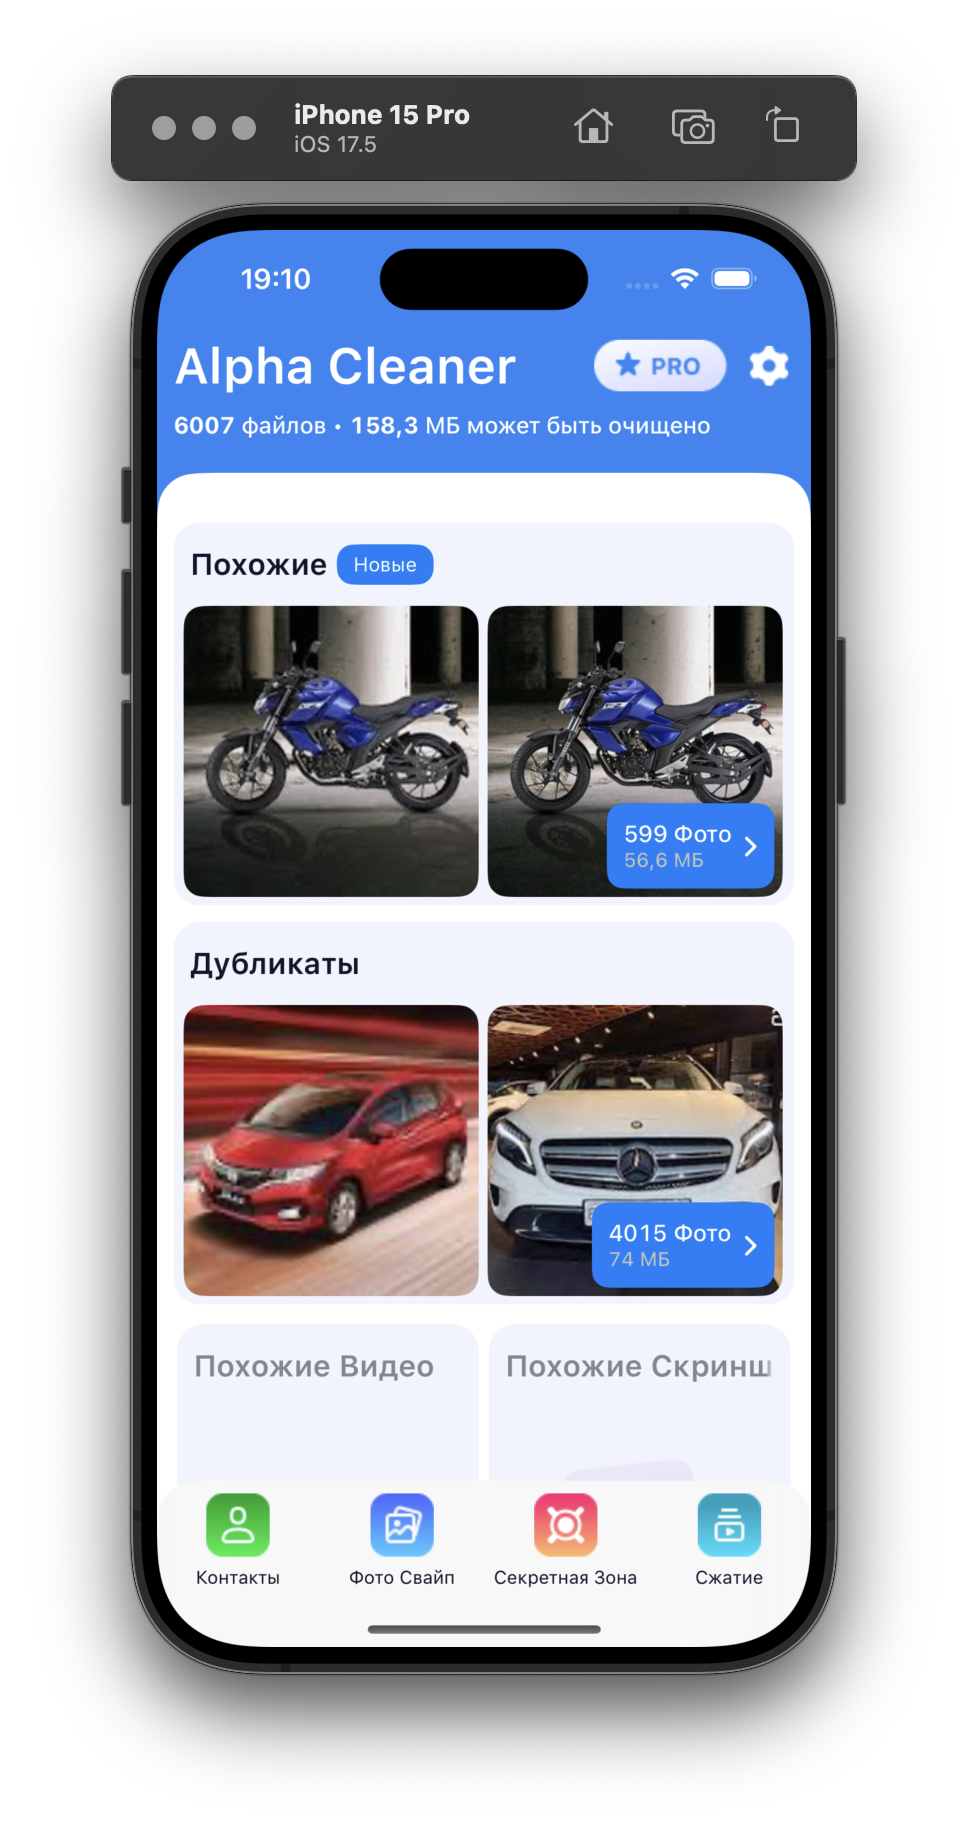 iPhone 15 Pro
iOS 17.5
19:10
Alpha Cleaner
PRO
6007 файлов • 158,3 МБ может быть очищено
Похожие
Новые
599 Фото
56,6 МБ
Дубликаты
4015 Фото
74 МБ
Похожие Видео
Похожие Скринш
Контакты
Фото Свайп
Секретная Зона
Сжатие